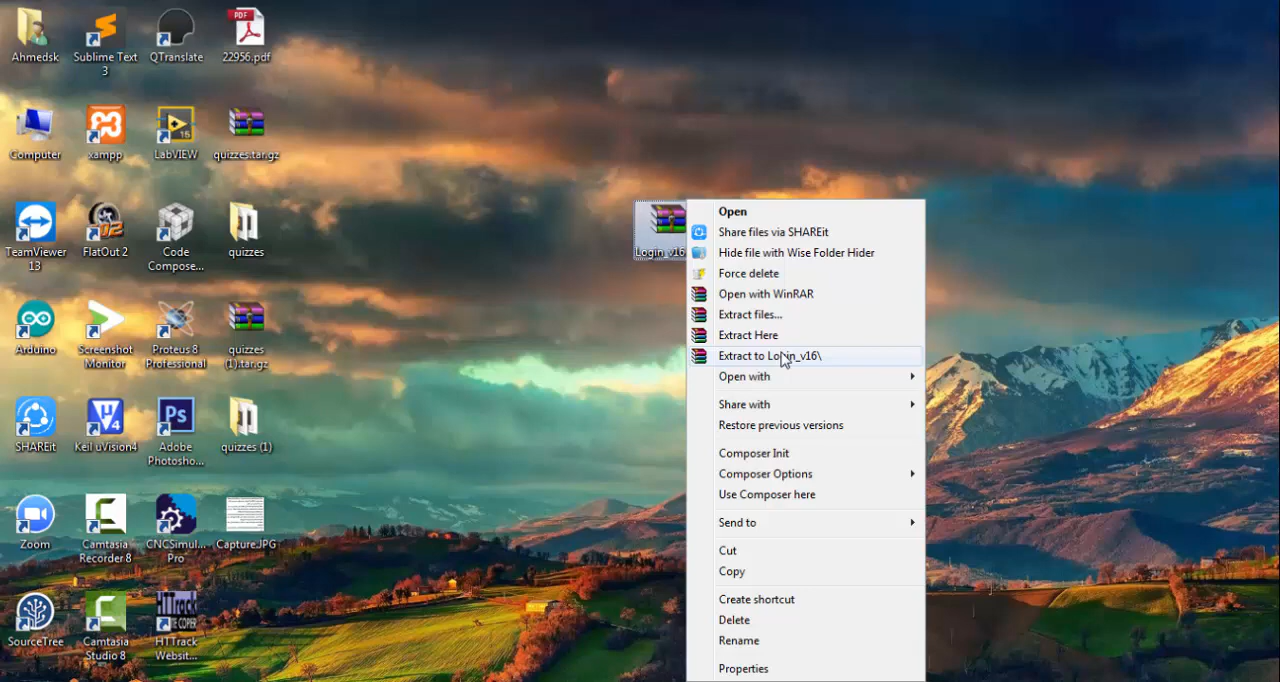 Ahmedsk
Sublime Text
3
QTranslate
PDF
22956.pdf
Computer
xampp
15
LabVIEW
quizzes.tar.gz
TeamViewer
13
02
FlatOut 2
Code
Compose...
quizzes
Arduino
Screenshot
Monitor
Proteus 8
Professional
quizzes
(1).tar.gz
SHAREit
Keil uVision4
Ps
Adobe
Photosho...
quizzes (1)
Zoom
Camtasia
Recorder 8
CNCSimul...
Pro
Capture.JPG
SourceTree
Camtasia
Studio 8
HTTrack
HTTrack
Websit...
Login_v16
Open
Share files via SHAREit
Hide file with Wise Folder Hider
Force delete
Open with WinRAR
Extract files...
Extract Here
Extract to Login_v16\
Open with
Share with
Restore previous versions
Composer Init
Composer Options
Use Composer here
Send to
Cut
Copy
Create shortcut
Delete
Rename
Properties